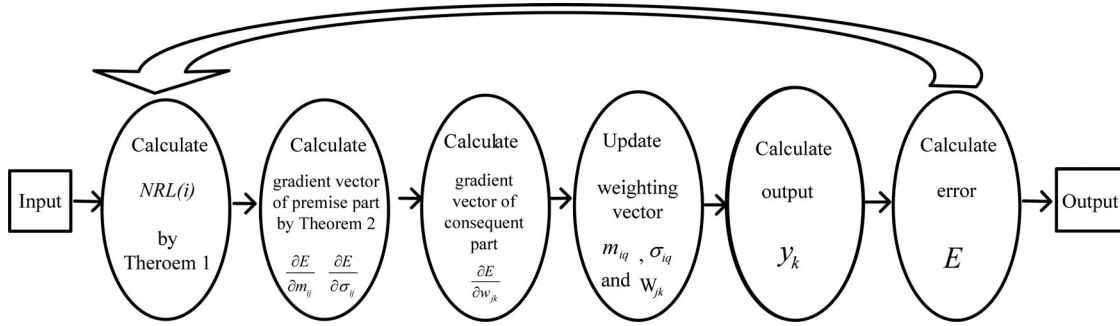 Input
Calculate
NRL(i)
by
Theroem 1
Calculate
gradient vector
of premise part
by Theorem 2
∂E/∂m_ij ∂E/∂σ_ij
Calculate
gradient
vector of
consequent
part
∂E/∂w_jk
Update
weighting
vector
m_iq , σ_iq
and W_jk
Calculate
output
y_k
Calculate
error
E
Output